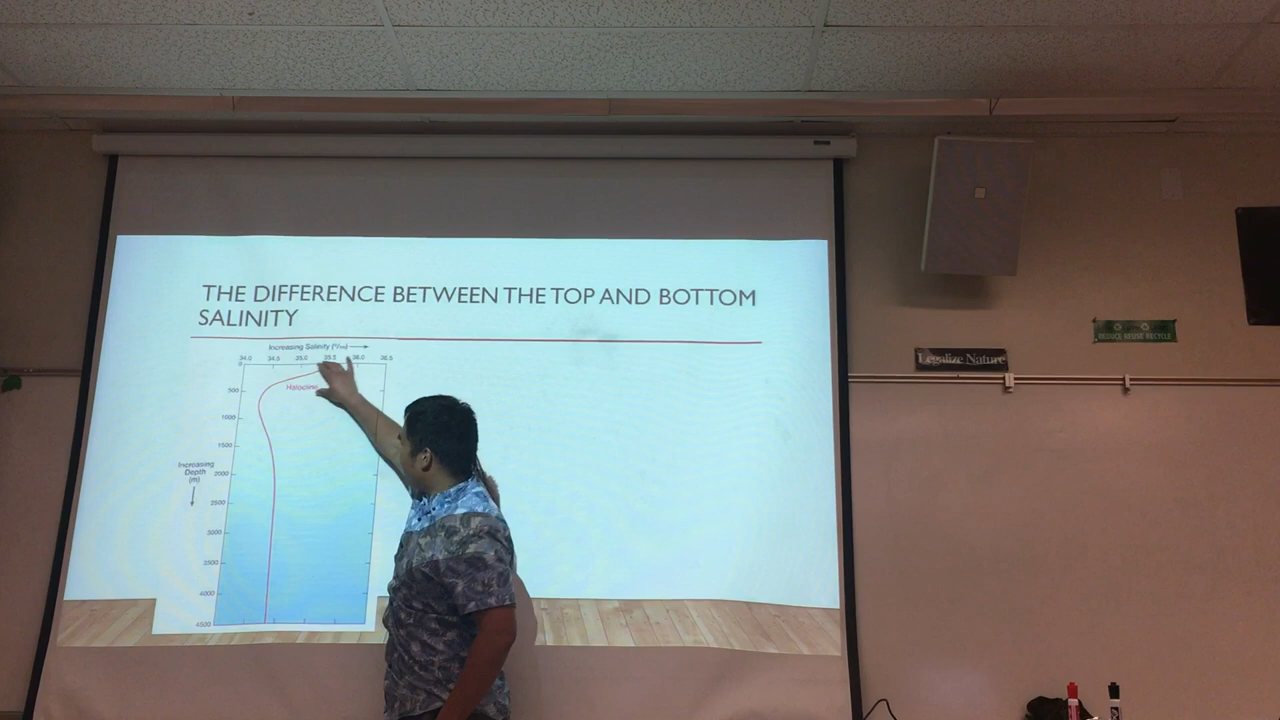 THE DIFFERENCE BETWEEN THE TOP AND BOTTOM
SALINITY
Increasing Salinity (⁰/₀₀) →
34.0 34.5 35.0 35.5 36.0 36.5
0
Halocline
500
1000
1500
Increasing
Depth
(m)
↓
2000
2500
3000
3500
4000
4500
Legalize Nature
REDUCE REUSE RECYCLE